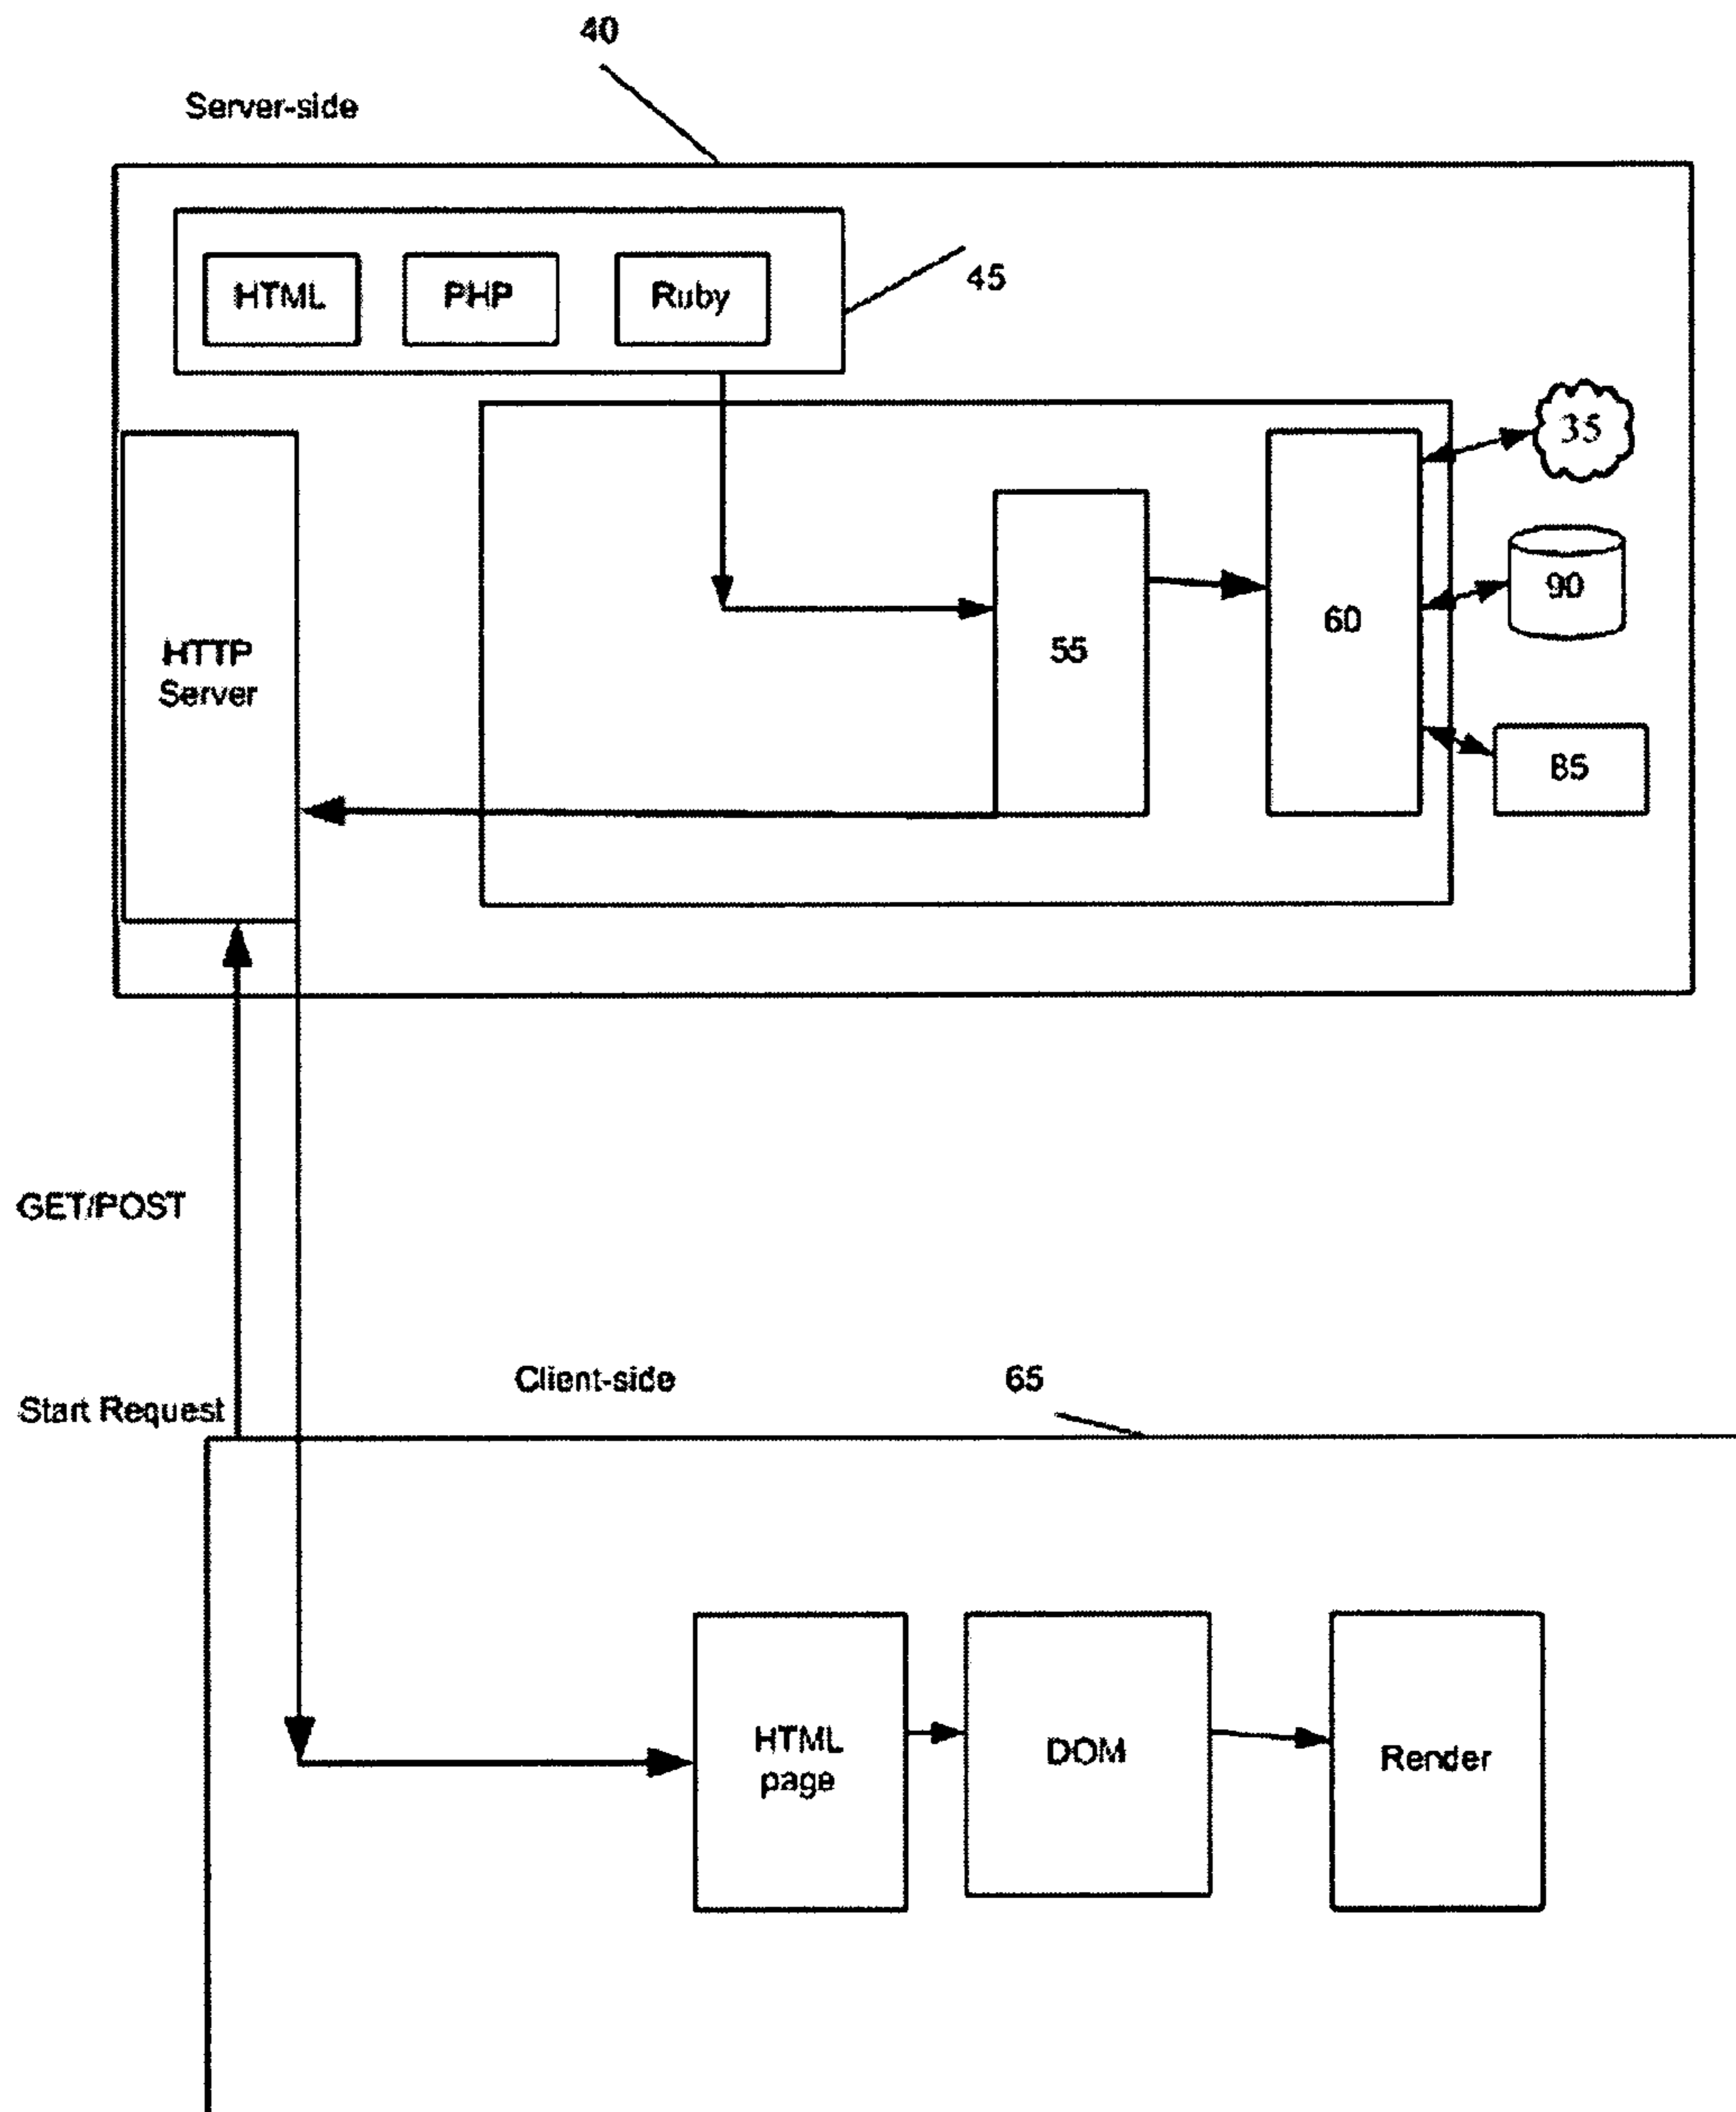 40
Server-side
HTML
PHP
Ruby
45
35
HTTP
Server
55
60
90
85
GET/POST
Client-side
65
Start Request
HTML
page
DOM
Render